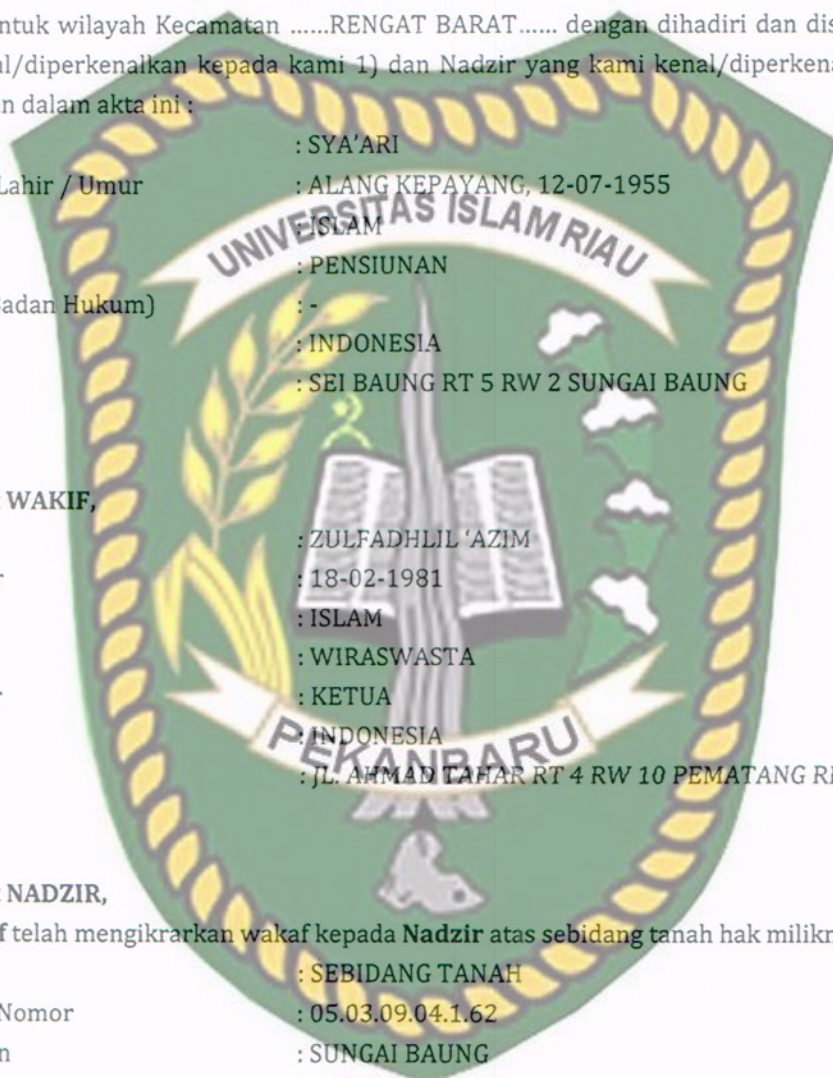 ntuk wilayah Kecamatan ......RENGAT BARAT...... dengan dihadiri dan dis
al/diperkenalkan kepada kami 1) dan Nadzir yang kami kenal/diperkena
n dalam akta ini :
: SYA'ARI
Lahir / Umur : ALANG KEPAYANG, 12-07-1955
UNIVERSITAS ISLAM RIAU
: ISLAM
: PENSIUNAN
Badan Hukum) : -
: INDONESIA
: SEI BAUNG RT 5 RW 2 SUNGAI BAUNG
t WAKIF,
: ZULFADHLIL 'AZIM
r : 18-02-1981
: ISLAM
: WIRASWASTA
: KETUA
PEKANBARU
: INDONESIA
: JL. AHMAD TAHAR RT 4 RW 10 PEMATANG RE
t NADZIR,
f telah mengikrarkan wakaf kepada Nadzir atas sebidang tanah hak milikn
: SEBIDANG TANAH
Nomor : 05.03.09.04.1.62
n : SUNGAI BAUNG